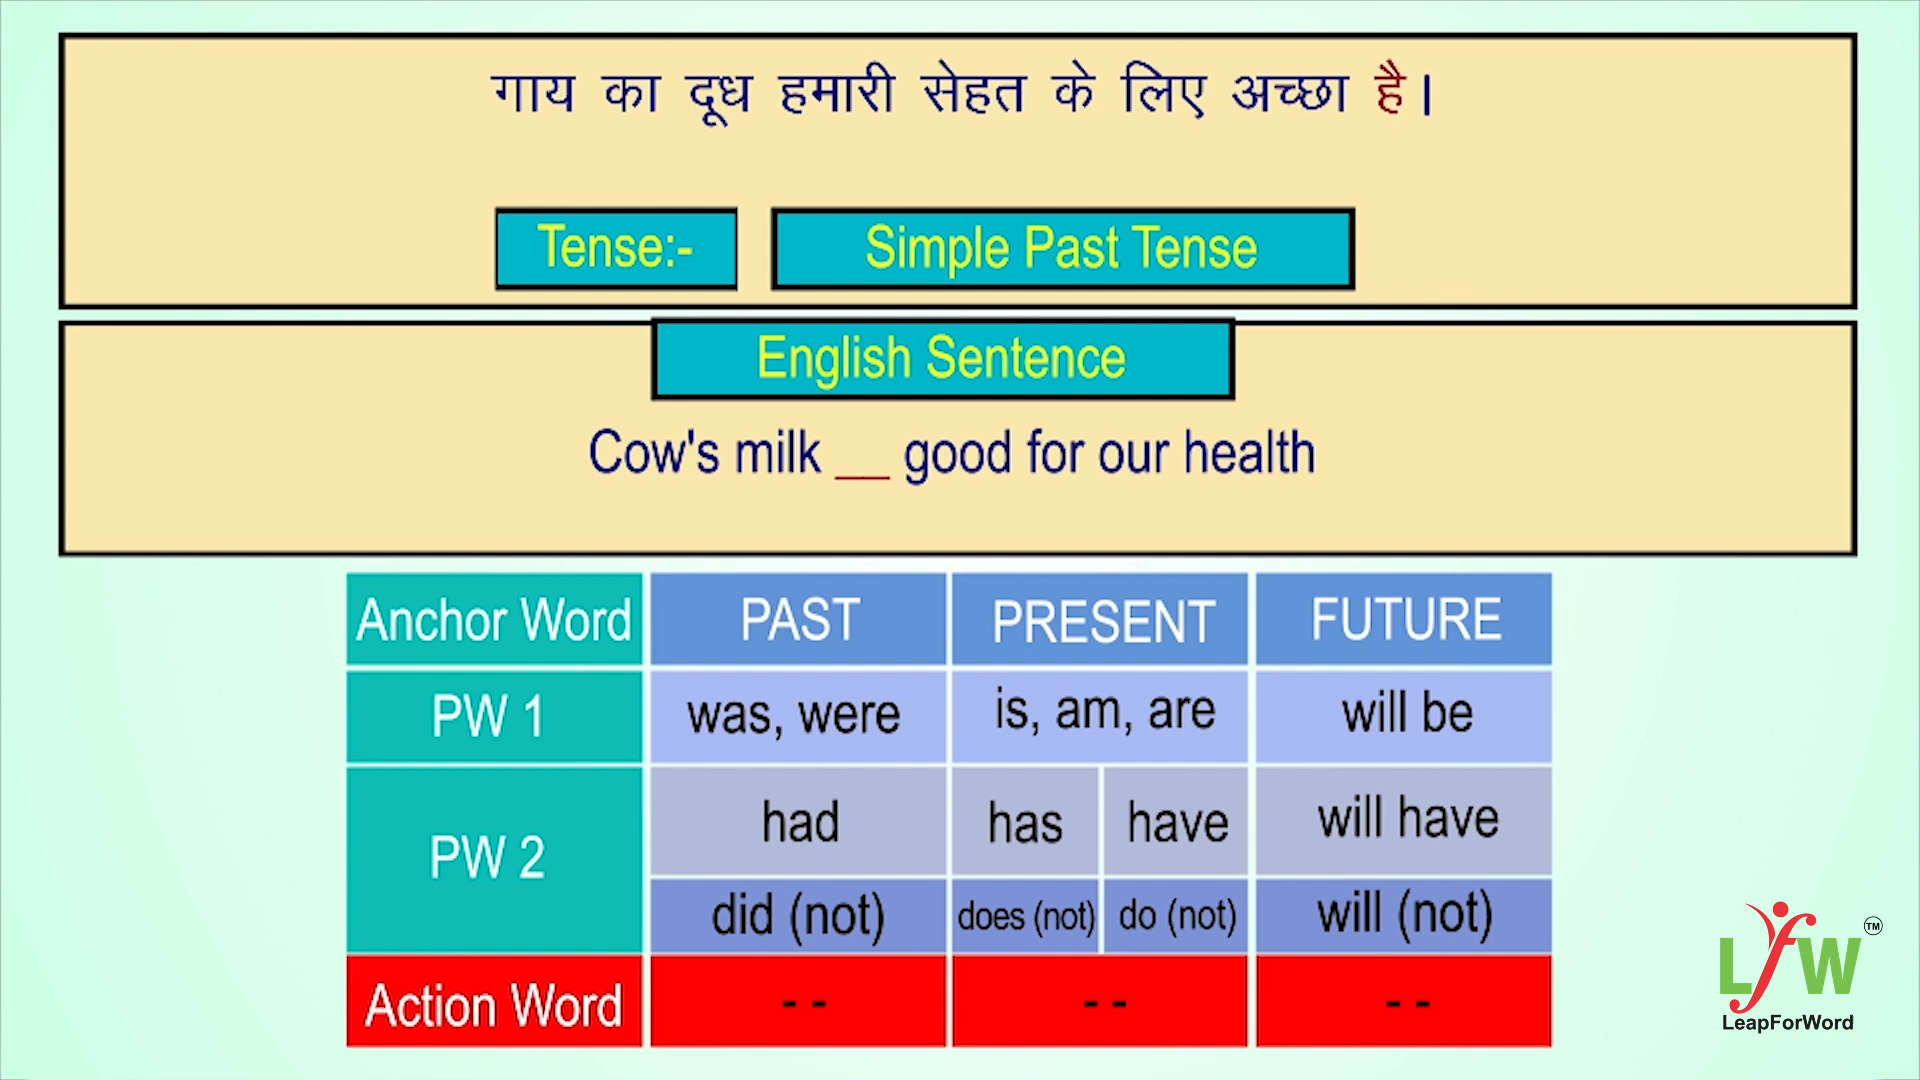 गाय का दूध हमारी सेहत के लिए अच्छा है।
Tense:- Simple Past Tense
English Sentence
Cow's milk __ good for our health
Anchor Word PAST PRESENT FUTURE
PW 1 was, were is, am, are will be
PW 2 had has have will have
did (not) does (not) do (not) will (not)
Action Word - - - - - -
LFW TM
LeapForWord